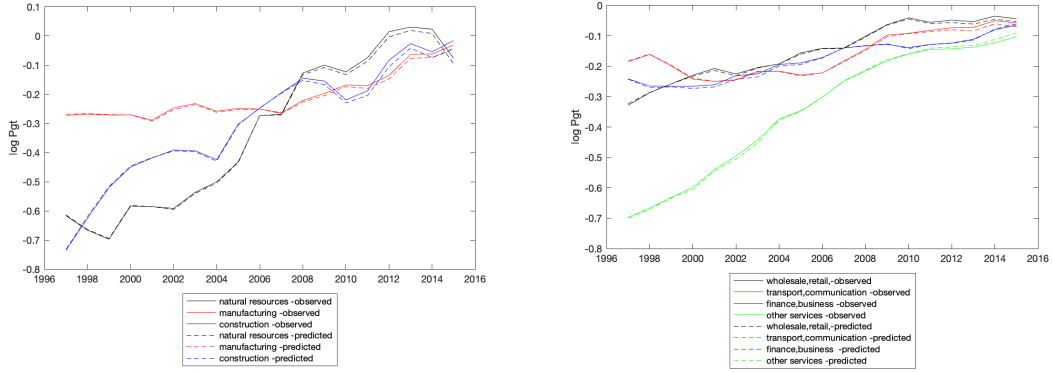 0.1
0
-0.1
-0.2
-0.3
-0.4
-0.5
-0.6
-0.7
-0.8
log Pgt
1996 1998 2000 2002 2004 2006 2008 2010 2012 2014 2016
natural resources -observed
manufacturing -observed
construction -observed
natural resources -predicted
manufacturing -predicted
construction -predicted
0
-0.1
-0.2
-0.3
-0.4
-0.5
-0.6
-0.7
-0.8
log Pgt
1996 1998 2000 2002 2004 2006 2008 2010 2012 2014 2016
wholesale,retail,-observed
transport,communication -observed
finance,business -observed
other services -observed
wholesale,retail,-predicted
transport,communication -predicted
finance,business -predicted
other services -predicted